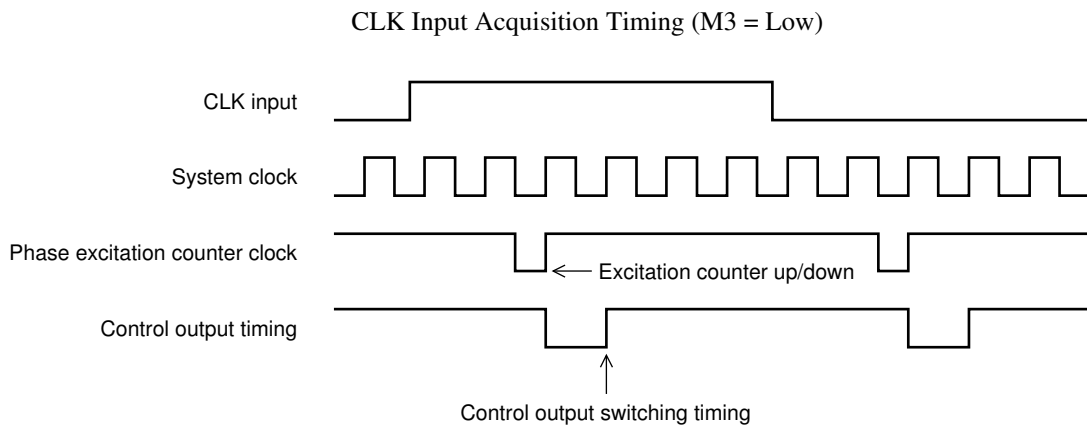 CLK Input Acquisition Timing (M3 = Low)
CLK input
System clock
Phase excitation counter clock
Excitation counter up/down
Control output timing
Control output switching timing